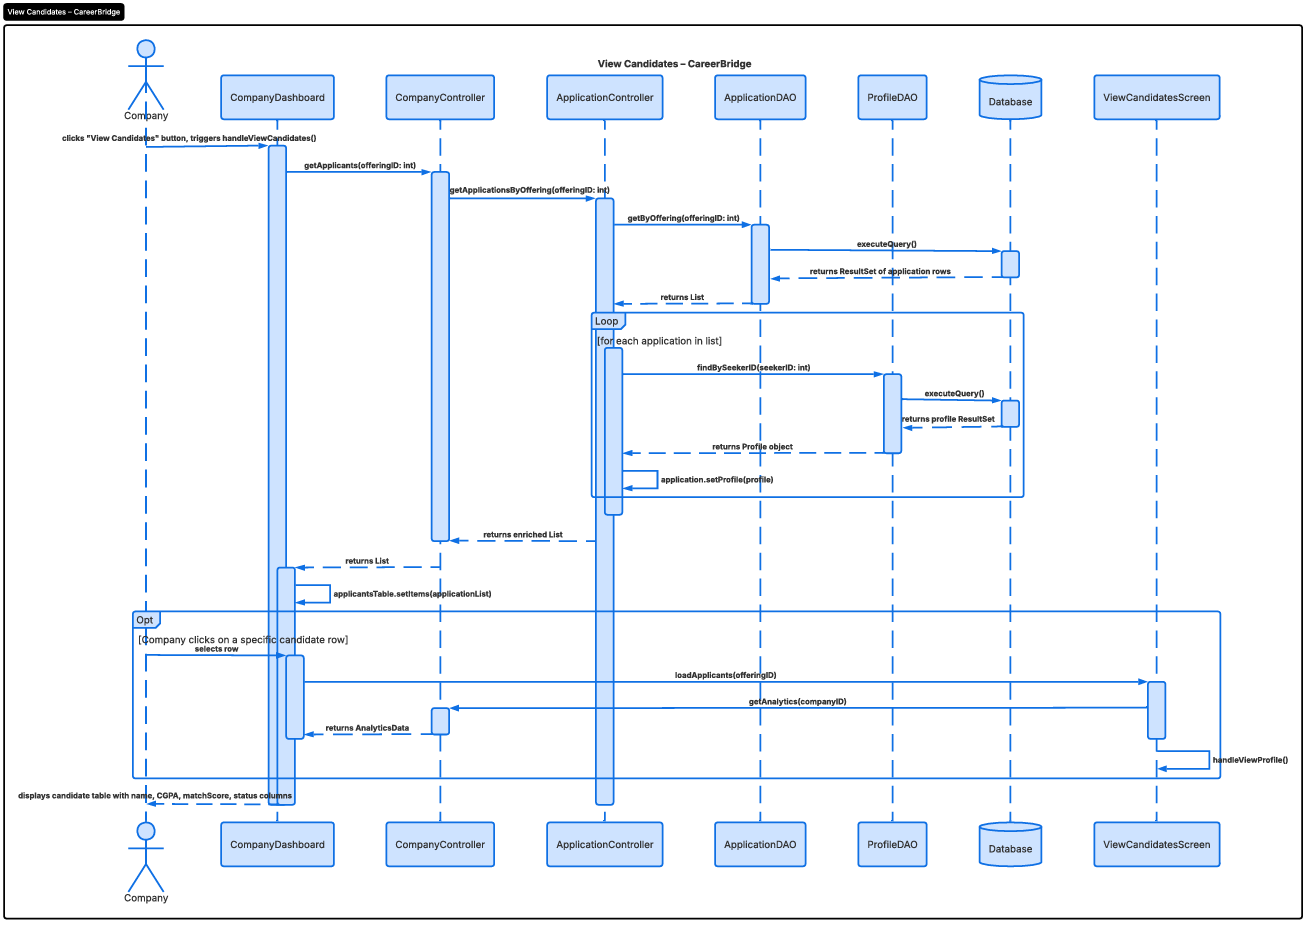 View Candidates – CareerBridge
View Candidates – CareerBridge
Company
CompanyDashboard
CompanyController
ApplicationController
ApplicationDAO
ProfileDAO
Database
ViewCandidatesScreen
clicks "View Candidates" button, triggers handleViewCandidates()
getApplicants(offeringID: int)
getApplicationsByOffering(offeringID: int)
getByOffering(offeringID: int)
executeQuery()
returns ResultSet of application rows
returns List
Loop
[for each application in list]
findBySeekerID(seekerID: int)
executeQuery()
returns profile ResultSet
returns Profile object
application.setProfile(profile)
returns enriched List
returns List
applicantsTable.setItems(applicationList)
Opt
[Company clicks on a specific candidate row]
selects row
loadApplicants(offeringID)
getAnalytics(companyID)
returns AnalyticsData
handleViewProfile()
displays candidate table with name, CGPA, matchScore, status columns
CompanyDashboard
CompanyController
ApplicationController
ApplicationDAO
ProfileDAO
Database
ViewCandidatesScreen
Company